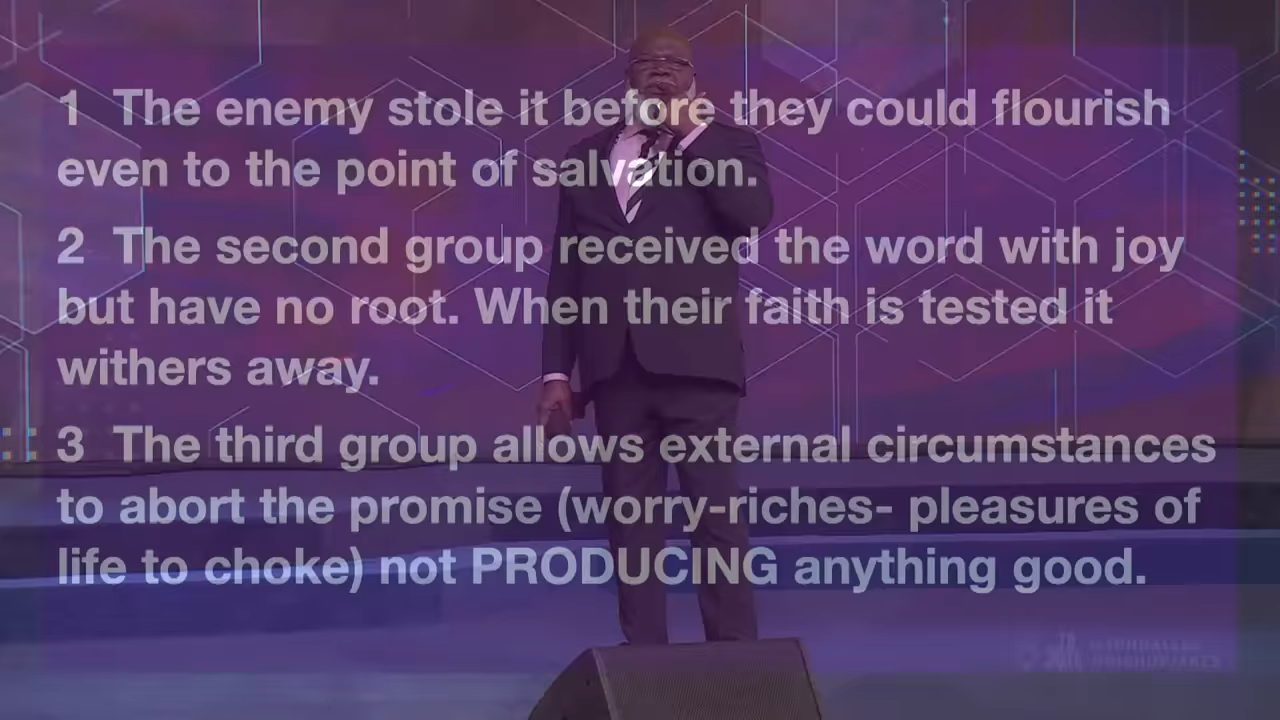 1 The enemy stole it before they could flourish
even to the point of salvation.
2 The second group received the word with joy
but have no root. When their faith is tested it
withers away.
3 The third group allows external circumstances
to abort the promise (worry-riches- pleasures of
life to choke) not PRODUCING anything good.